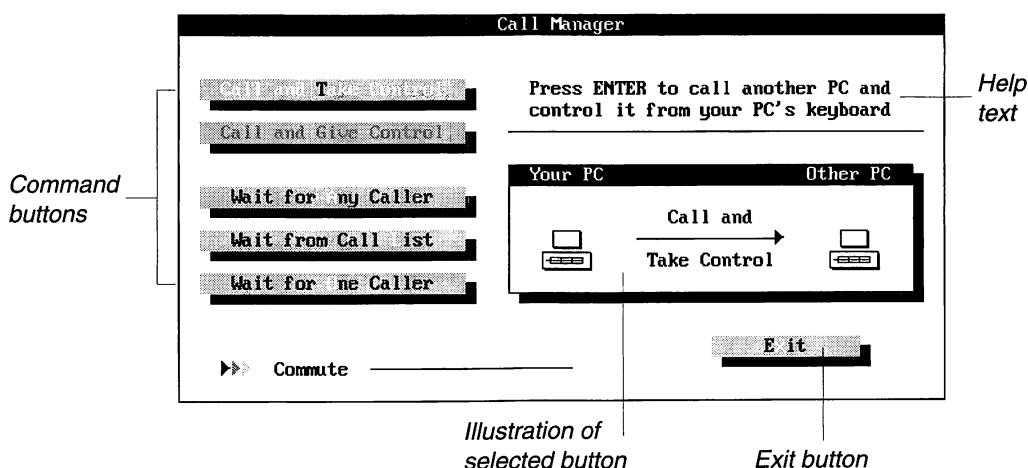 Call Manager
Call and Take Control
Call and Give Control
Wait for Any Caller
Wait from Call List
Wait for One Caller
Press ENTER to call another PC and
control it from your PC's keyboard
Your PC Other PC
Call and
Take Control
Exit
Commute
Command
buttons
Help
text
Illustration of
selected button
Exit button